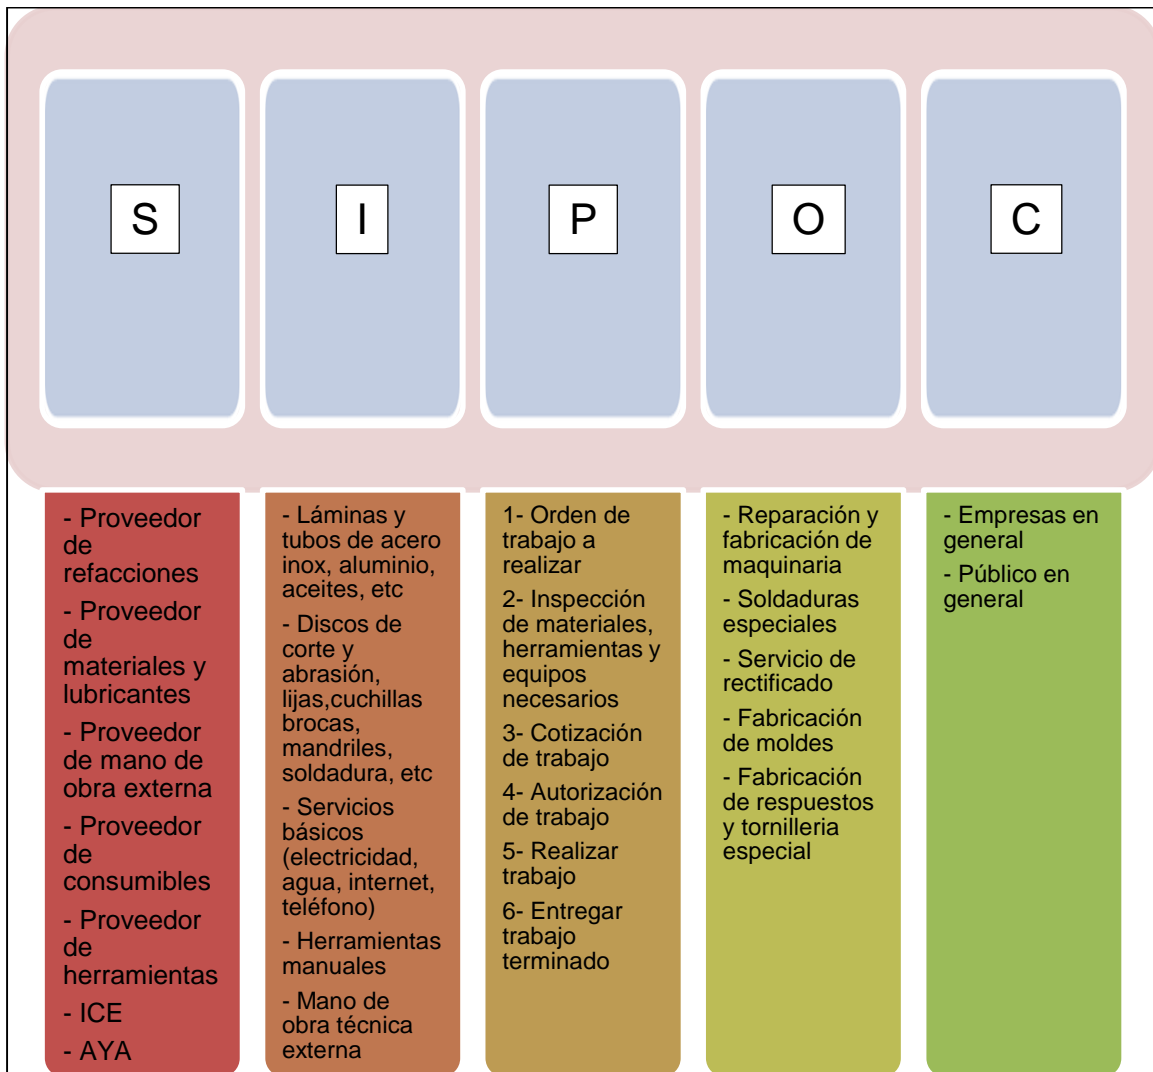 S
I
P
O
C
- Proveedor
de
refacciones
- Proveedor
de
materiales y
lubricantes
- Proveedor
de mano de
obra externa
- Proveedor
de
consumibles
- Proveedor
de
herramientas
- ICE
- AYA
- Láminas y
tubos de acero
inox, aluminio,
aceites, etc
- Discos de
corte y
abrasión,
lijas,cuchillas
brocas,
mandriles,
soldadura, etc
- Servicios
básicos
(electricidad,
agua, internet,
teléfono)
- Herramientas
manuales
- Mano de
obra técnica
externa
1- Orden de
trabajo a
realizar
2- Inspección
de materiales,
herramientas y
equipos
necesarios
3- Cotización
de trabajo
4- Autorización
de trabajo
5- Realizar
trabajo
6- Entregar
trabajo
terminado
- Reparación y
fabricación de
maquinaria
- Soldaduras
especiales
- Servicio de
rectificado
- Fabricación
de moldes
- Fabricación
de respuestos
y tornilleria
especial
- Empresas en
general
- Público en
general